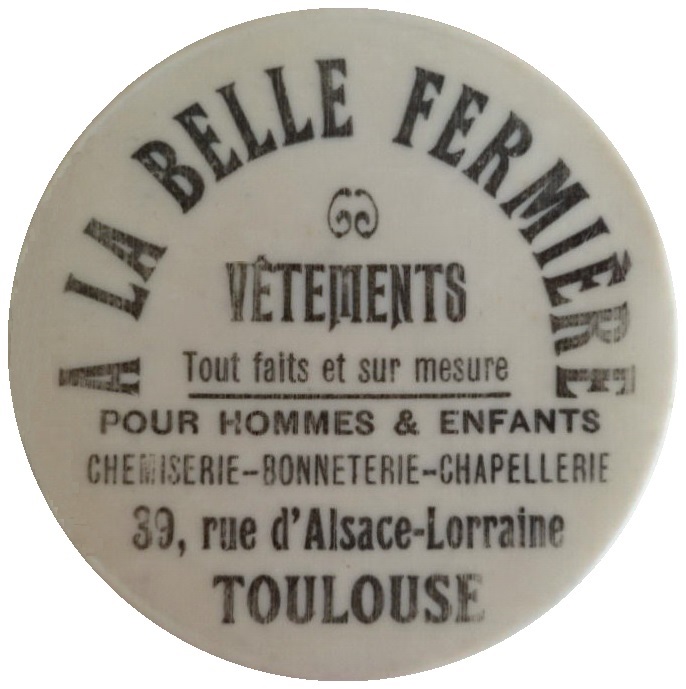 A LA BELLE FERMIÈRE
VÊTEMENTS
Tout faits et sur mesure
POUR HOMMES & ENFANTS
CHEMISERIE-BONNETERIE-CHAPELLERIE
39, rue d'Alsace-Lorraine
TOULOUSE